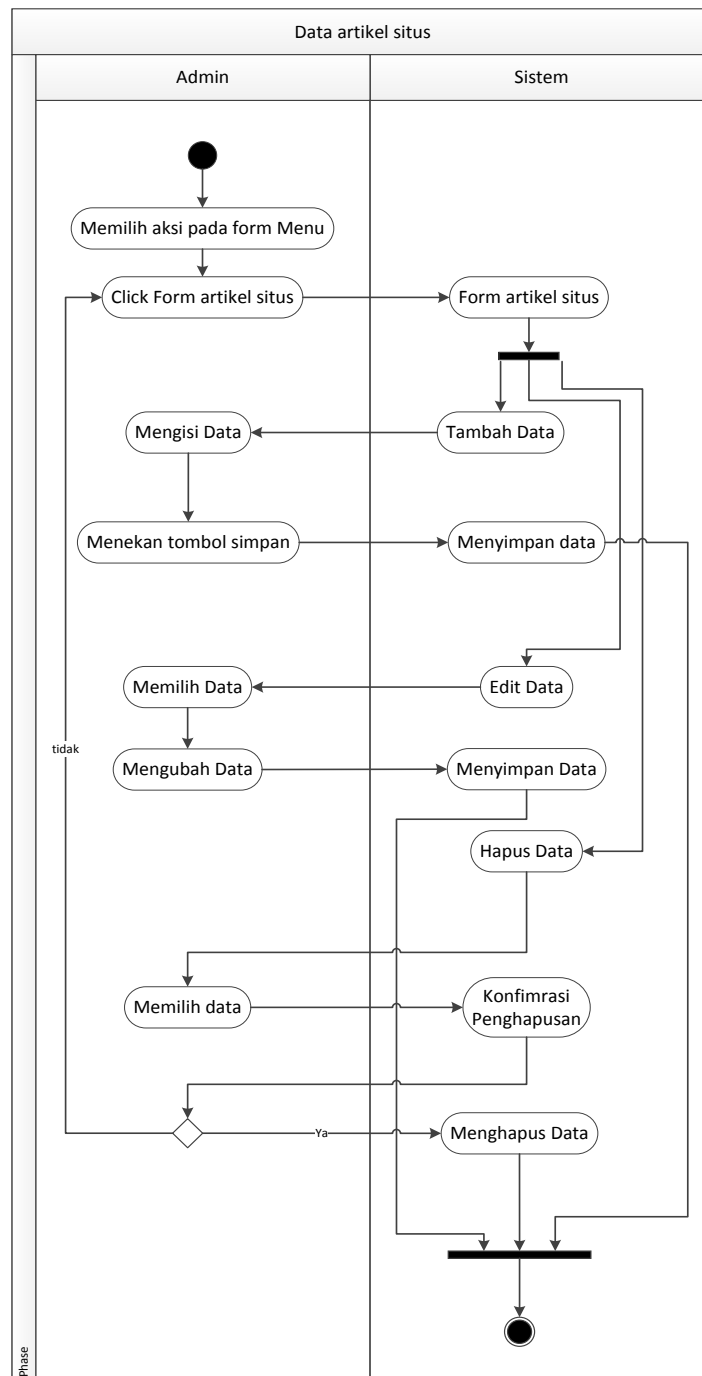 Data artikel situs
Admin
Sistem
Memilih aksi pada form Menu
Click Form artikel situs
Form artikel situs
Mengisi Data
Tambah Data
Menekan tombol simpan
Menyimpan data
Memilih Data
Edit Data
tidak
Mengubah Data
Menyimpan Data
Hapus Data
Memilih data
Konfimrasi
Penghapusan
Ya
Menghapus Data
Phase